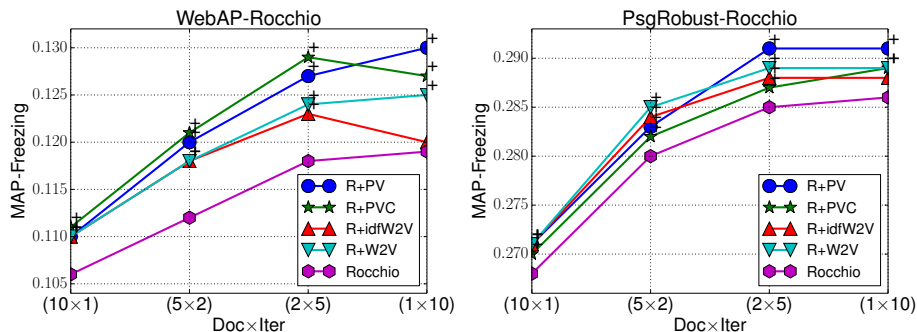 WebAP-Rocchio
MAP-Freezing
0.130
0.125
0.120
0.115
0.110
0.105
R+PV
R+PVC
R+idfW2V
R+W2V
Rocchio
(10×1) (5×2) (2×5) (1×10)
Doc×Iter
PsgRobust-Rocchio
MAP-Freezing
0.290
0.285
0.280
0.275
0.270
R+PV
R+PVC
R+idfW2V
R+W2V
Rocchio
(10×1) (5×2) (2×5) (1×10)
Doc×Iter